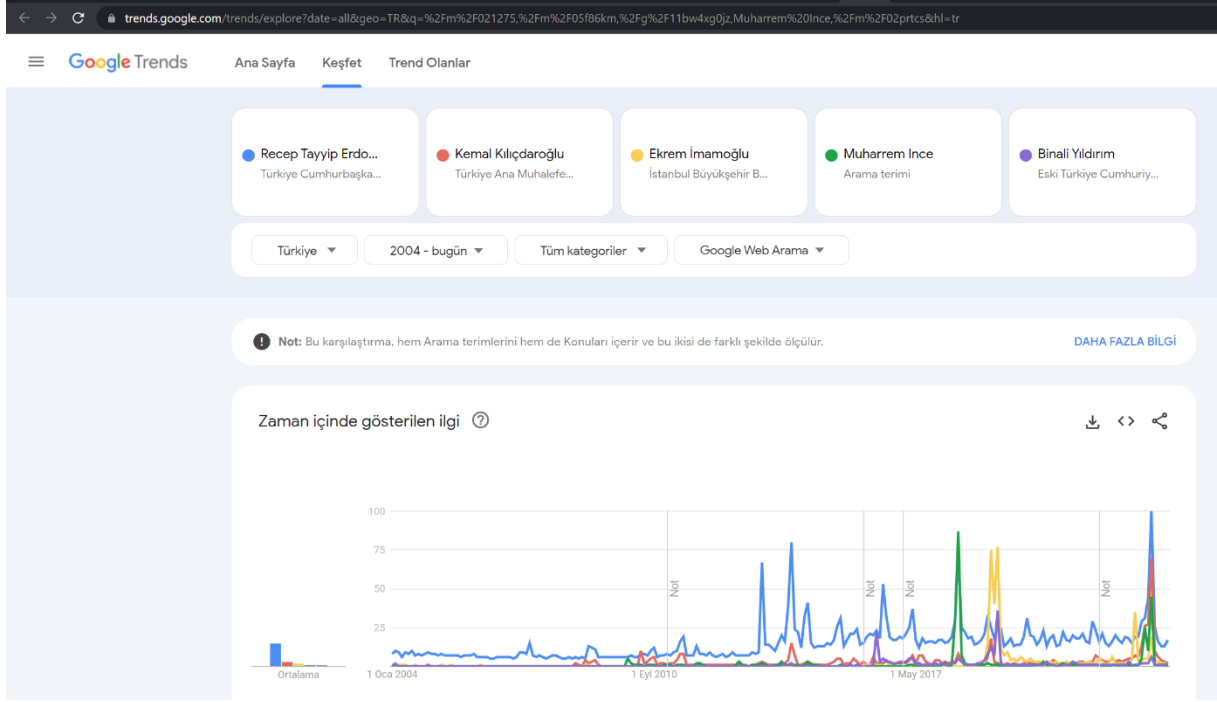 trends.google.com/trends/explore?date=all&geo=TR&q=%2Fm%2F021275,%2Fm%2F05f86km,%2Fg%2F11bw4xg0jz,Muharrem%20Ince,%2Fm%2F02prtcs&hl=tr
Google Trends
Ana Sayfa
Keşfet
Trend Olanlar
Recep Tayyip Erdo...
Türkiye Cumhurbaşka...
Kemal Kılıçdaroğlu
Türkiye Ana Muhalefe...
Ekrem İmamoğlu
İstanbul Büyükşehir B...
Muharrem Ince
Arama terimi
Binali Yıldırım
Eski Türkiye Cumhuriy...
Türkiye
2004 - bugün
Tüm kategoriler
Google Web Arama
Not: Bu karşılaştırma, hem Arama terimlerini hem de Konuları içerir ve bu ikisi de farklı şekilde ölçülür.
DAHA FAZLA BİLGİ
Zaman içinde gösterilen ilgi
100
75
50
25
Not
Not
Not
Not
Ortalama
1 Oca 2004
1 Eyl 2010
1 May 2017